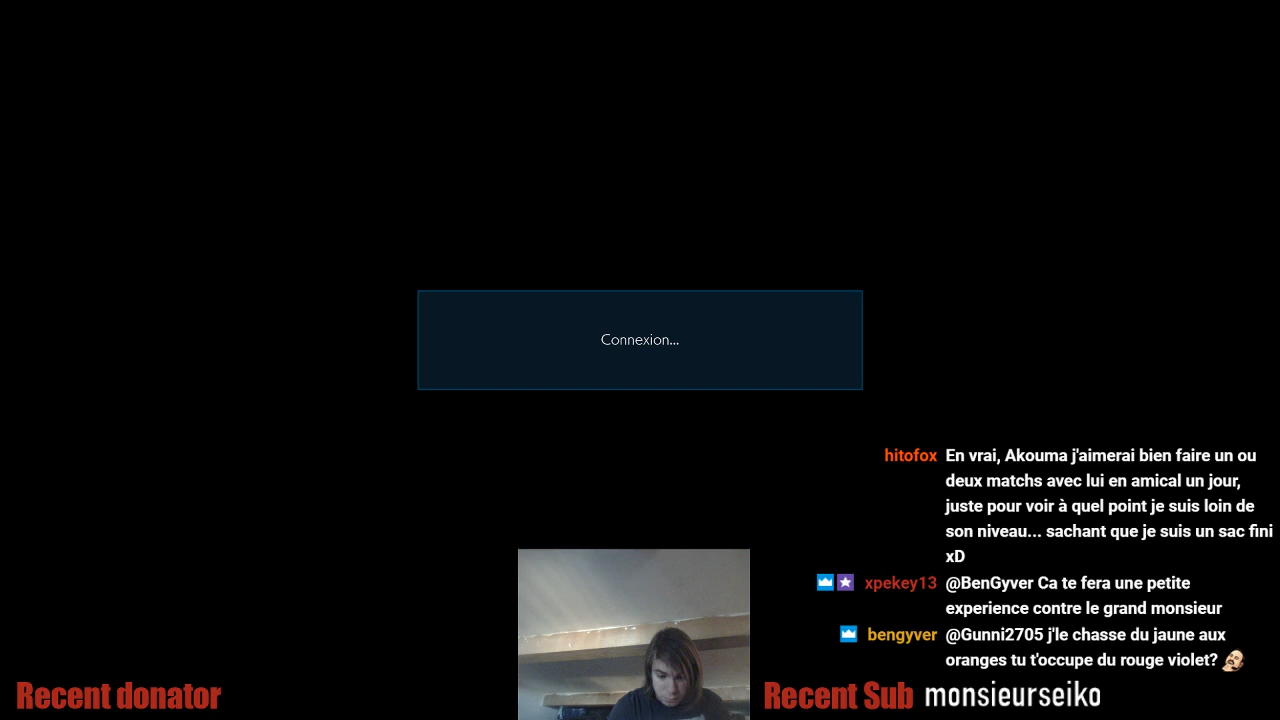 Connexion...
hitofox En vrai, Akouma j'aimerai bien faire un ou
deux matchs avec lui en amical un jour,
juste pour voir à quel point je suis loin de
son niveau... sachant que je suis un sac fini
xD
xpekey13 @BenGyver Ca te fera une petite
experience contre le grand monsieur
bengyver @Gunni2705 j'le chasse du jaune aux
oranges tu t'occupe du rouge violet?
Recent donator
Recent Sub monsieurseiko